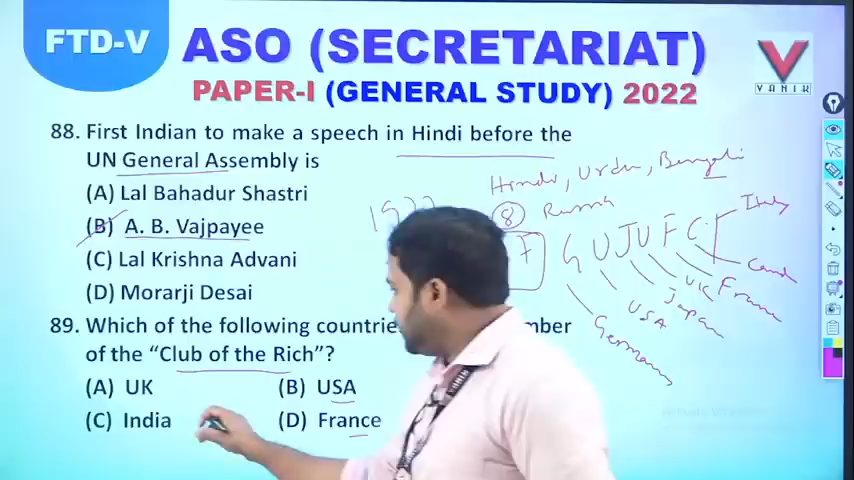 FTD-V
ASO (SECRETARIAT)
PAPER-I (GENERAL STUDY) 2022
VANIK
88. First Indian to make a speech in Hindi before the
UN General Assembly is
(A) Lal Bahadur Shastri
(B) A. B. Vajpayee
(C) Lal Krishna Advani
(D) Morarji Desai
89. Which of the following countrie mber
of the “Club of the Rich”?
(A) UK
(B) USA
(C) India
(D) France
Hindi, Urdu, Bengali
8 Russia
7
G U J U F C
Italy
UK France
Japan
USA
Germany